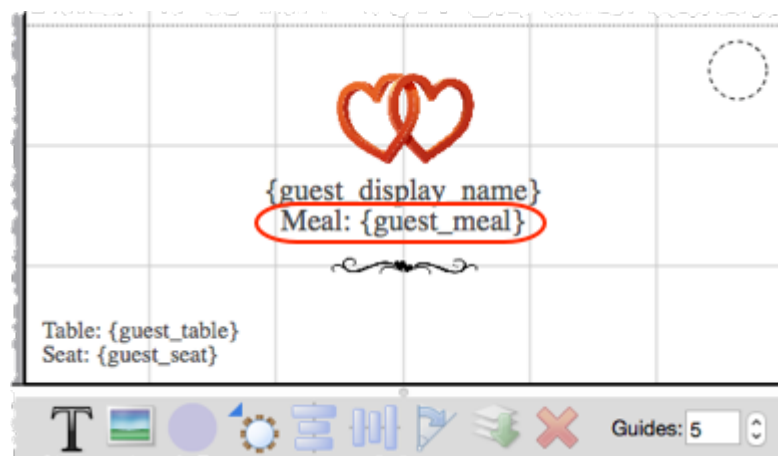 {guest_display_name}
Meal: {guest_meal}
Table: {guest_table}
Seat: {guest_seat}
T
Guides: 5